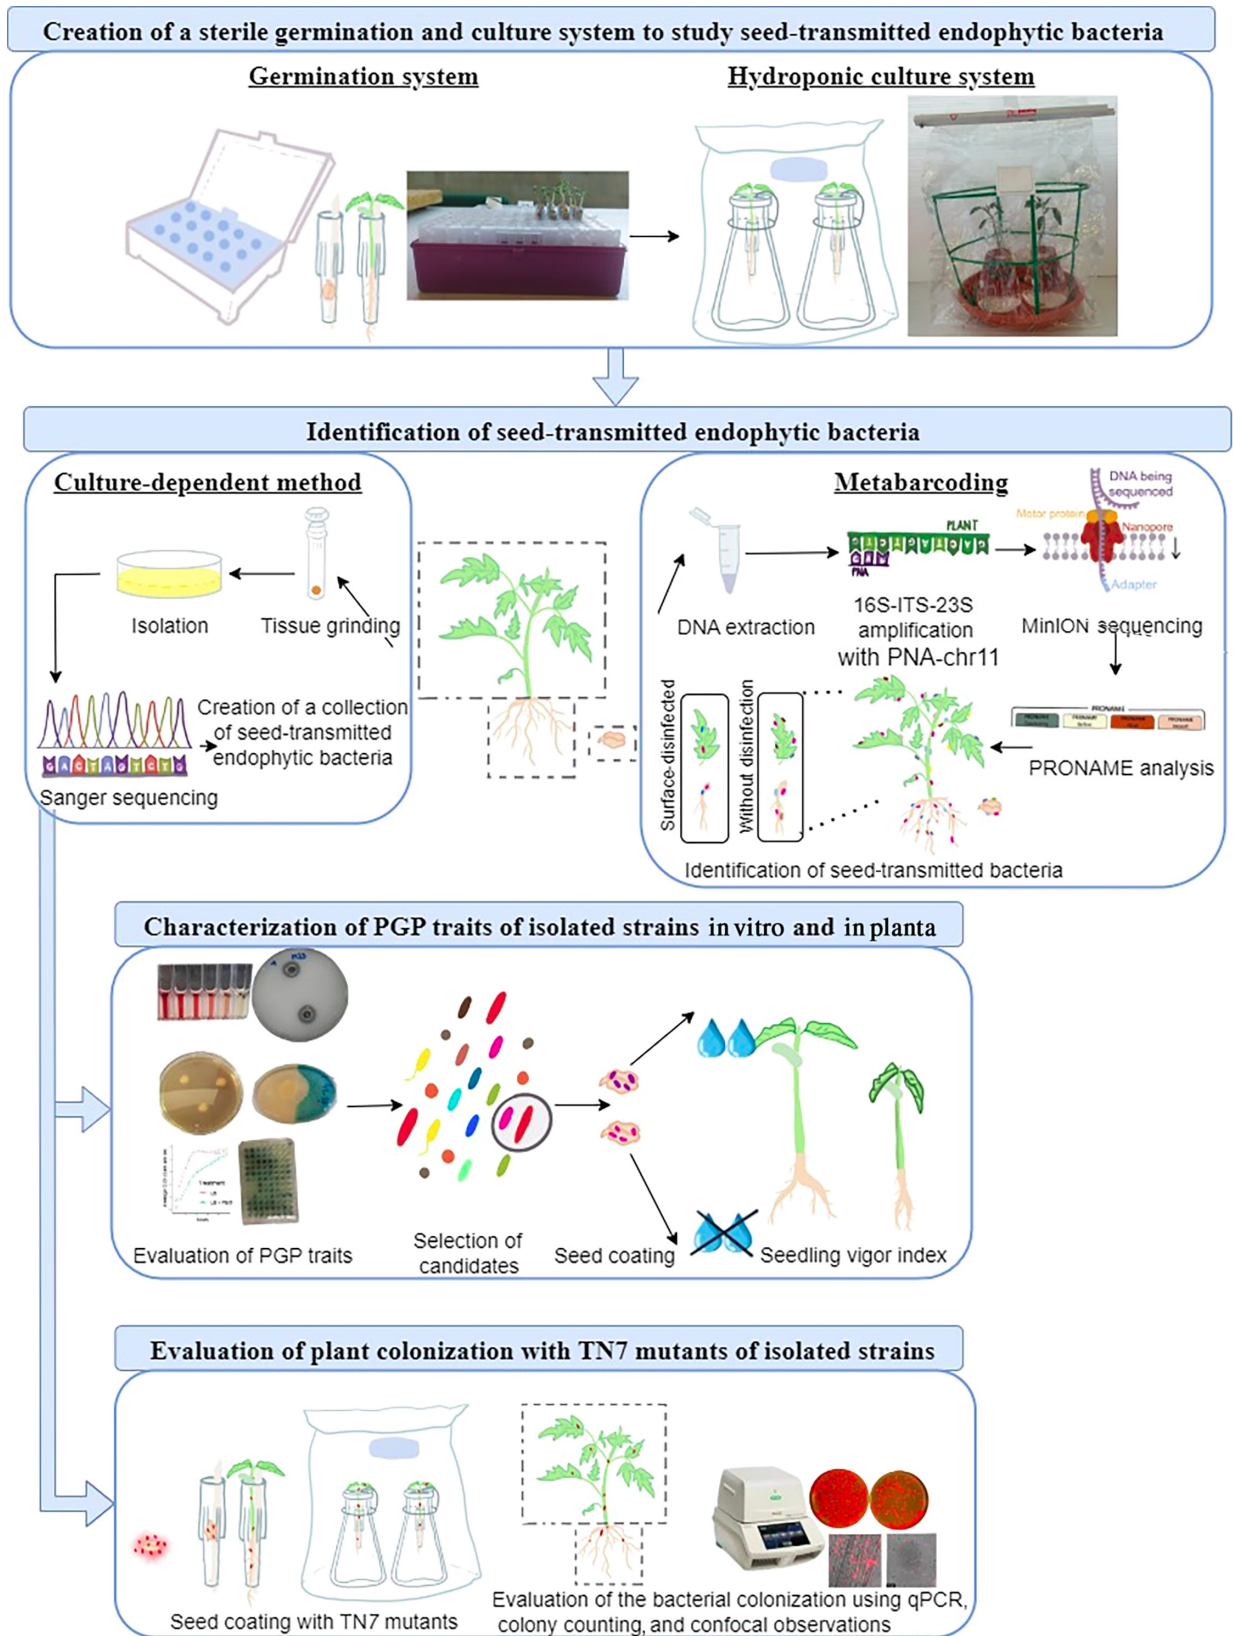 Creation of a sterile germination and culture system to study seed-transmitted endophytic bacteria
Germination system
Hydroponic culture system
Identification of seed-transmitted endophytic bacteria
Culture-dependent method
Isolation
Tissue grinding
Sanger sequencing
Creation of a collection
of seed-transmitted
endophytic bacteria
Metabarcoding
DNA extraction
PLANT
PNA
16S-ITS-23S
amplification
with PNA-chr11
DNA being
sequenced
Motor protein
Nanopore
Adapter
MinION sequencing
PRONAME
PRONAME analysis
Surface-disinfected
Without disinfection
Identification of seed-transmitted bacteria
Characterization of PGP traits of isolated strains in vitro and in planta
Treatment
Evaluation of PGP traits
Selection of
candidates
Seed coating
Seedling vigor index
Evaluation of plant colonization with TN7 mutants of isolated strains
Seed coating with TN7 mutants
Evaluation of the bacterial colonization using qPCR,
colony counting, and confocal observations